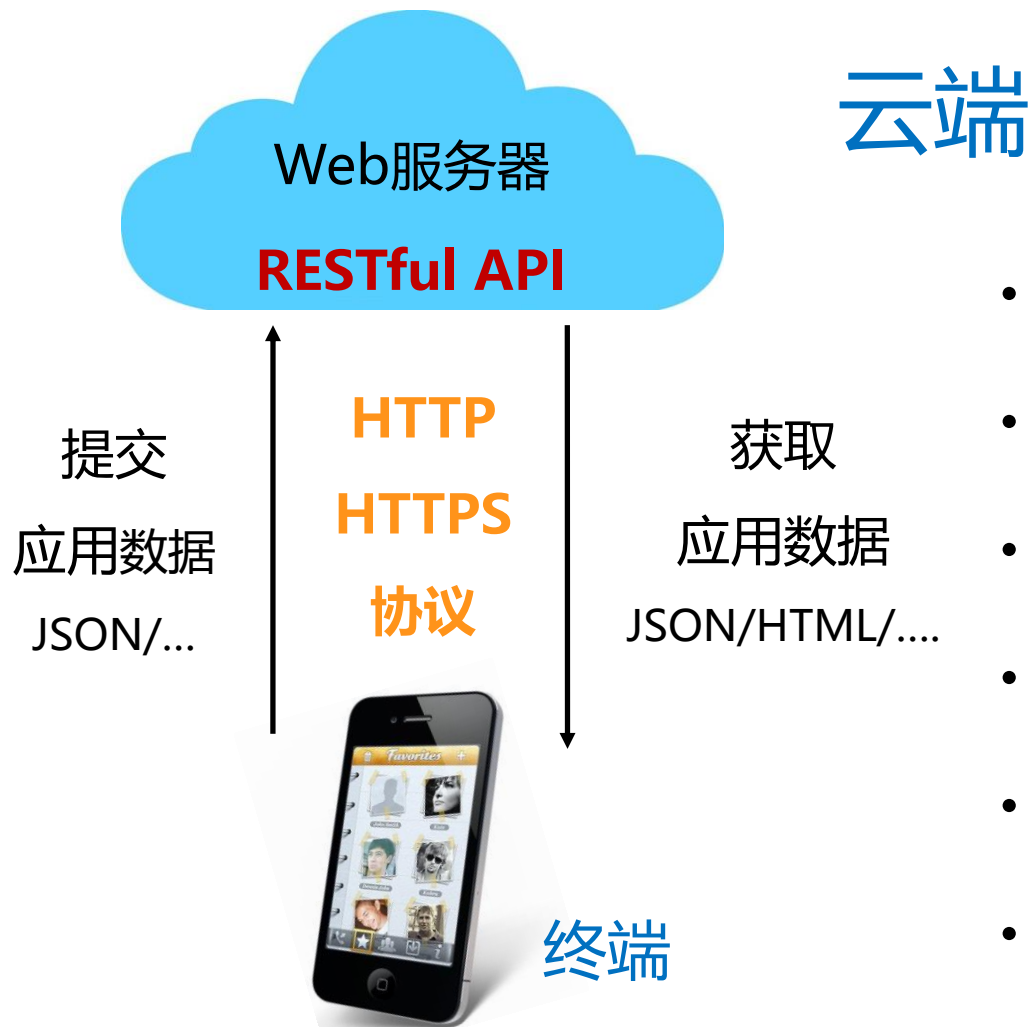 云端
Web服务器
RESTful API
HTTP
HTTPS
协议
提交
应用数据
JSON/...
获取
应用数据
JSON/HTML/....
Favorites
终端